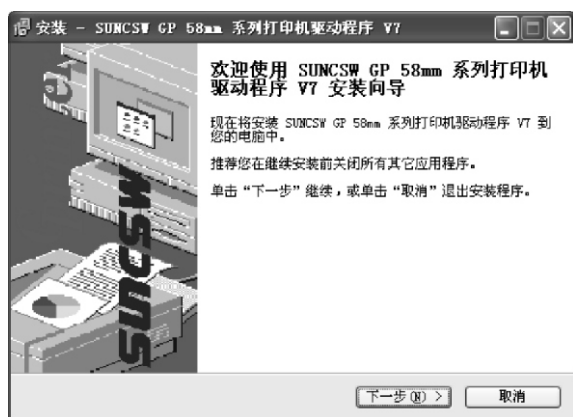 安装 - SUNCSW GP 58mm 系列打印机驱动程序 V7
欢迎使用 SUNCSW GP 58mm 系列打印机
驱动程序 V7 安装向导
现在将安装 SUNCSW GP 58mm 系列打印机驱动程序 V7 到
您的电脑中。
推荐您在继续安装前关闭所有其它应用程序。
单击“下一步”继续，或单击“取消”退出安装程序。
SUNCSW
下一步(N) >
取消